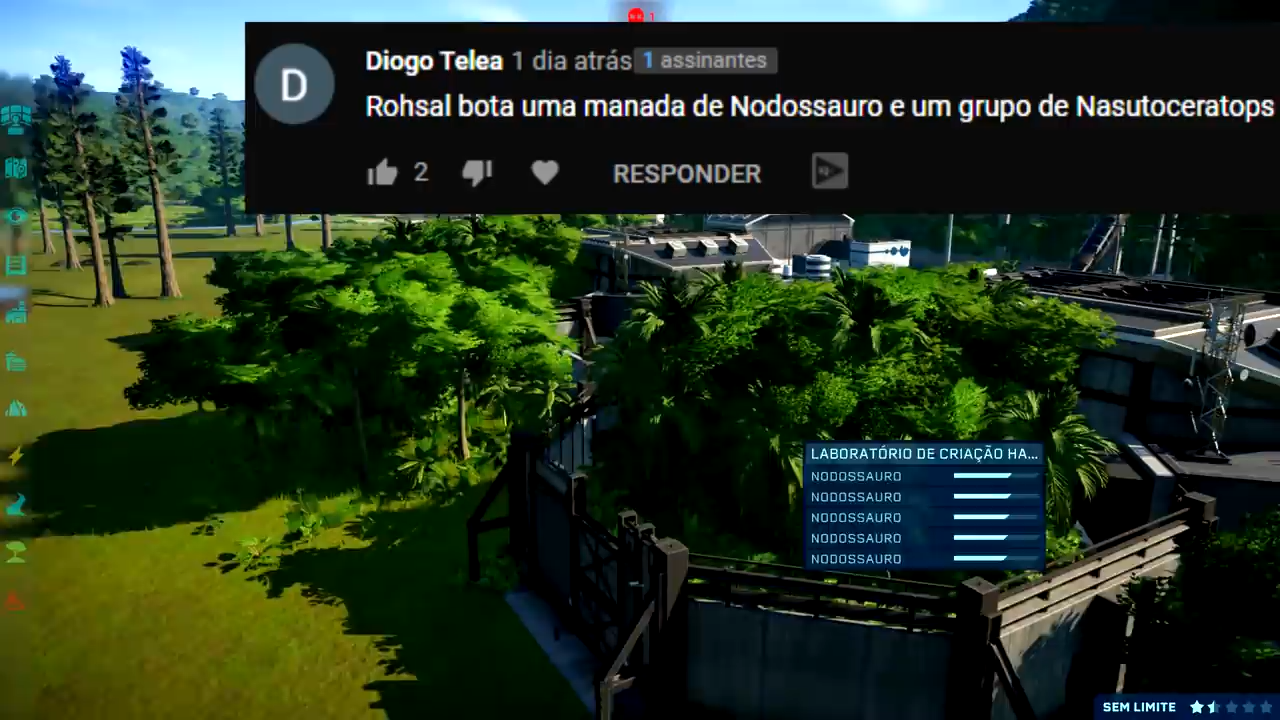 1
D
Diogo Telea 1 dia atrás 1 assinantes
Rohsal bota uma manada de Nodossauro e um grupo de Nasutoceratops
2 RESPONDER
LABORATÓRIO DE CRIAÇÃO HA...
NODOSSAURO
NODOSSAURO
NODOSSAURO
NODOSSAURO
NODOSSAURO
SEM LIMITE